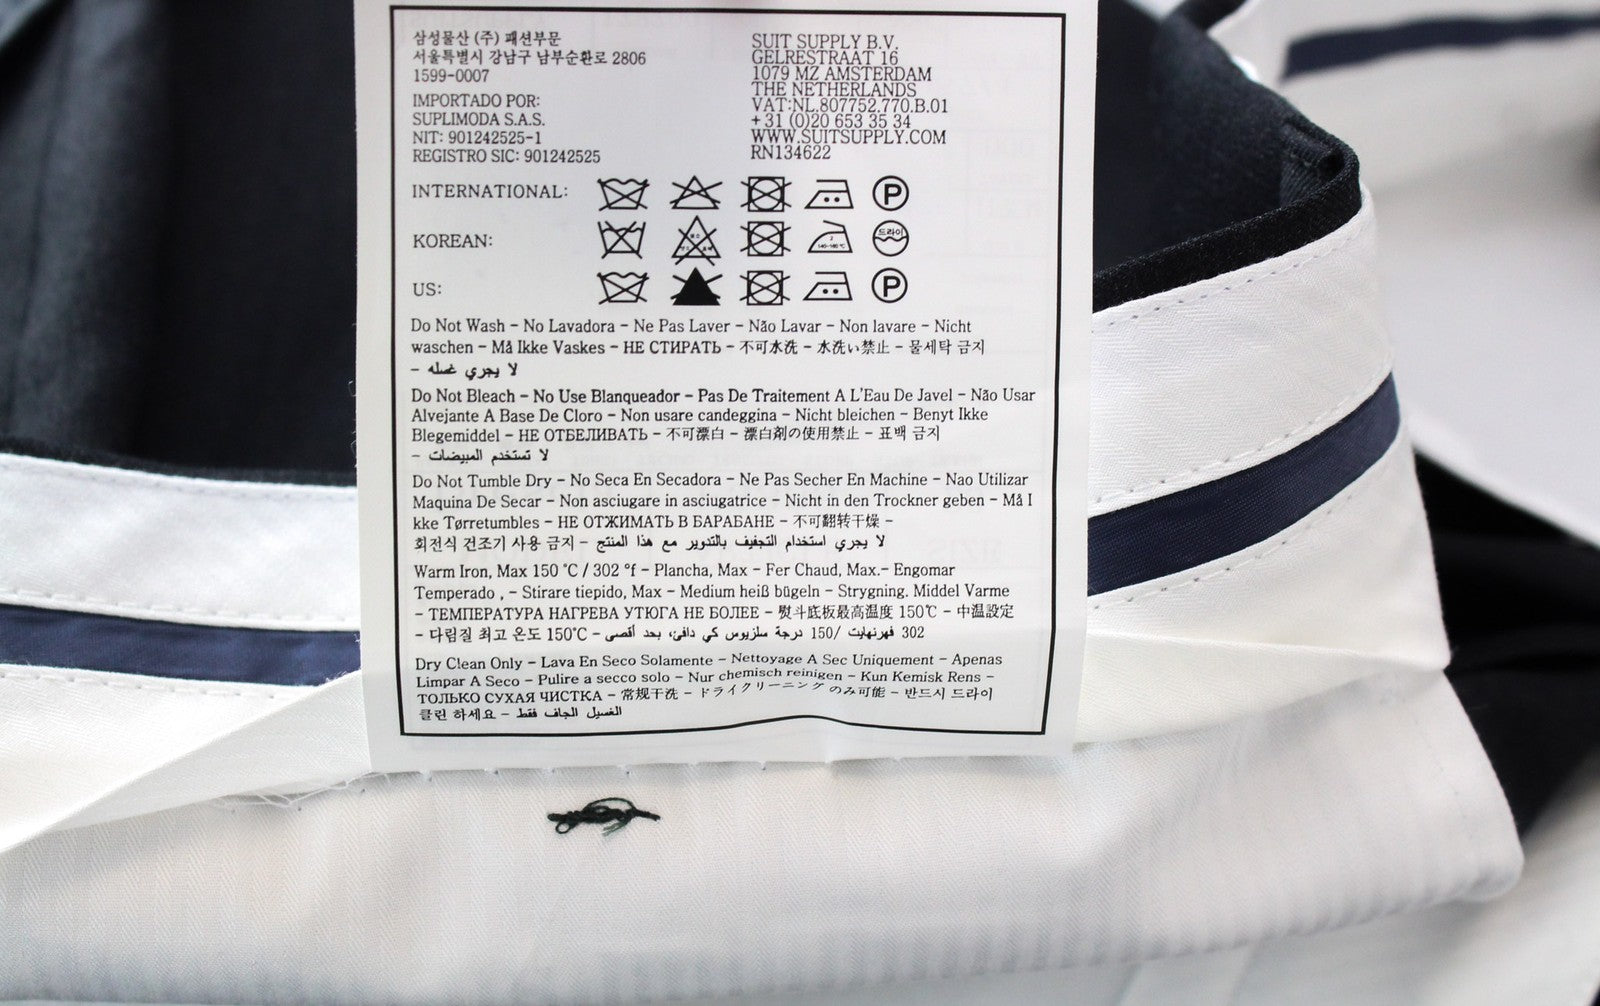 삼성물산 (주) 패션부문
서울특별시 강남구 남부순환로 2806
1599-0007
IMPORTADO POR:
SUPLIMODA S.A.S.
NIT: 901242525-1
REGISTRO SIC: 901242525
SUIT SUPPLY B.V.
GELRESTRAAT 16
1079 MZ AMSTERDAM
THE NETHERLANDS
VAT:NL.807752.770.B.01
+31 (0)20 653 35 34
WWW.SUITSUPPLY.COM
RN134622
INTERNATIONAL:
P
KOREAN:
드라이
US:
P
Do Not Wash - No Lavadora - Ne Pas Laver - Não Lavar - Non lavare - Nicht
waschen - Må Ikke Vaskes - НЕ СТИРАТЬ - 不可水洗 - 水洗い禁止 - 물세탁 금지
- لا يجري غسله
Do Not Bleach - No Use Blanqueador - Pas De Traitement A L'Eau De Javel - Não Usar
Alvejante A Base De Cloro - Non usare candeggina - Nicht bleichen - Benyt Ikke
Blegemiddel - НЕ ОТБЕЛИВАТЬ - 不可漂白 - 漂白剤の使用禁止 - 표백 금지
- لا تستخدم المبيضات
Do Not Tumble Dry - No Seca En Secadora - Ne Pas Secher En Machine - Nao Utilizar
Maquina De Secar - Non asciugare in asciugatrice - Nicht in den Trockner geben - Må I
kke Tørretumbles - НЕ ОТЖИМАТЬ В БАРАБАНЕ - 不可翻转干燥 -
회전식 건조기 사용 금지 - لا يجري استخدام التجفيف بالتدوير مع هذا المنتج
Warm Iron, Max 150 °C / 302 °f - Plancha, Max - Fer Chaud, Max.- Engomar
Temperado , - Stirare tiepido, Max - Medium heiß bügeln - Strygning. Middel Varme
- ТЕМПЕРАТУРА НАГРЕВА УТЮГА НЕ БОЛЕЕ - 熨斗底板最高温度 150℃ - 中温設定
- 다림질 최고 온도 150℃ - كي دافئ، بحد أقصى 150 درجة سلزيوس/ 302 فهرنهايت
Dry Clean Only - Lava En Seco Solamente - Nettoyage A Sec Uniquement - Apenas
Limpar A Seco - Pulire a secco solo - Nur chemisch reinigen - Kun Kemisk Rens -
ТОЛЬКО СУХАЯ ЧИСТКА - 常规干洗 - ドライクリーニング のみ可能 - 반드시 드라이
클린 하세요 - الغسيل الجاف فقط